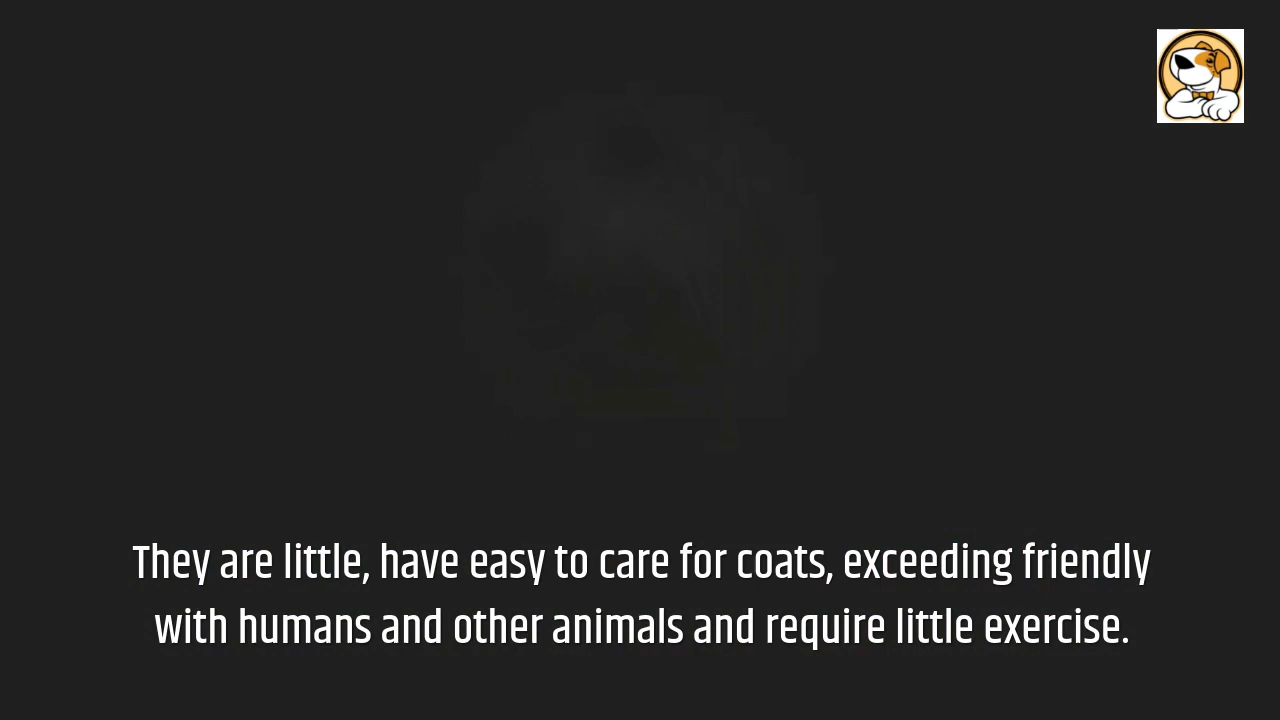 They are little, have easy to care for coats, exceeding friendly
with humans and other animals and require little exercise.